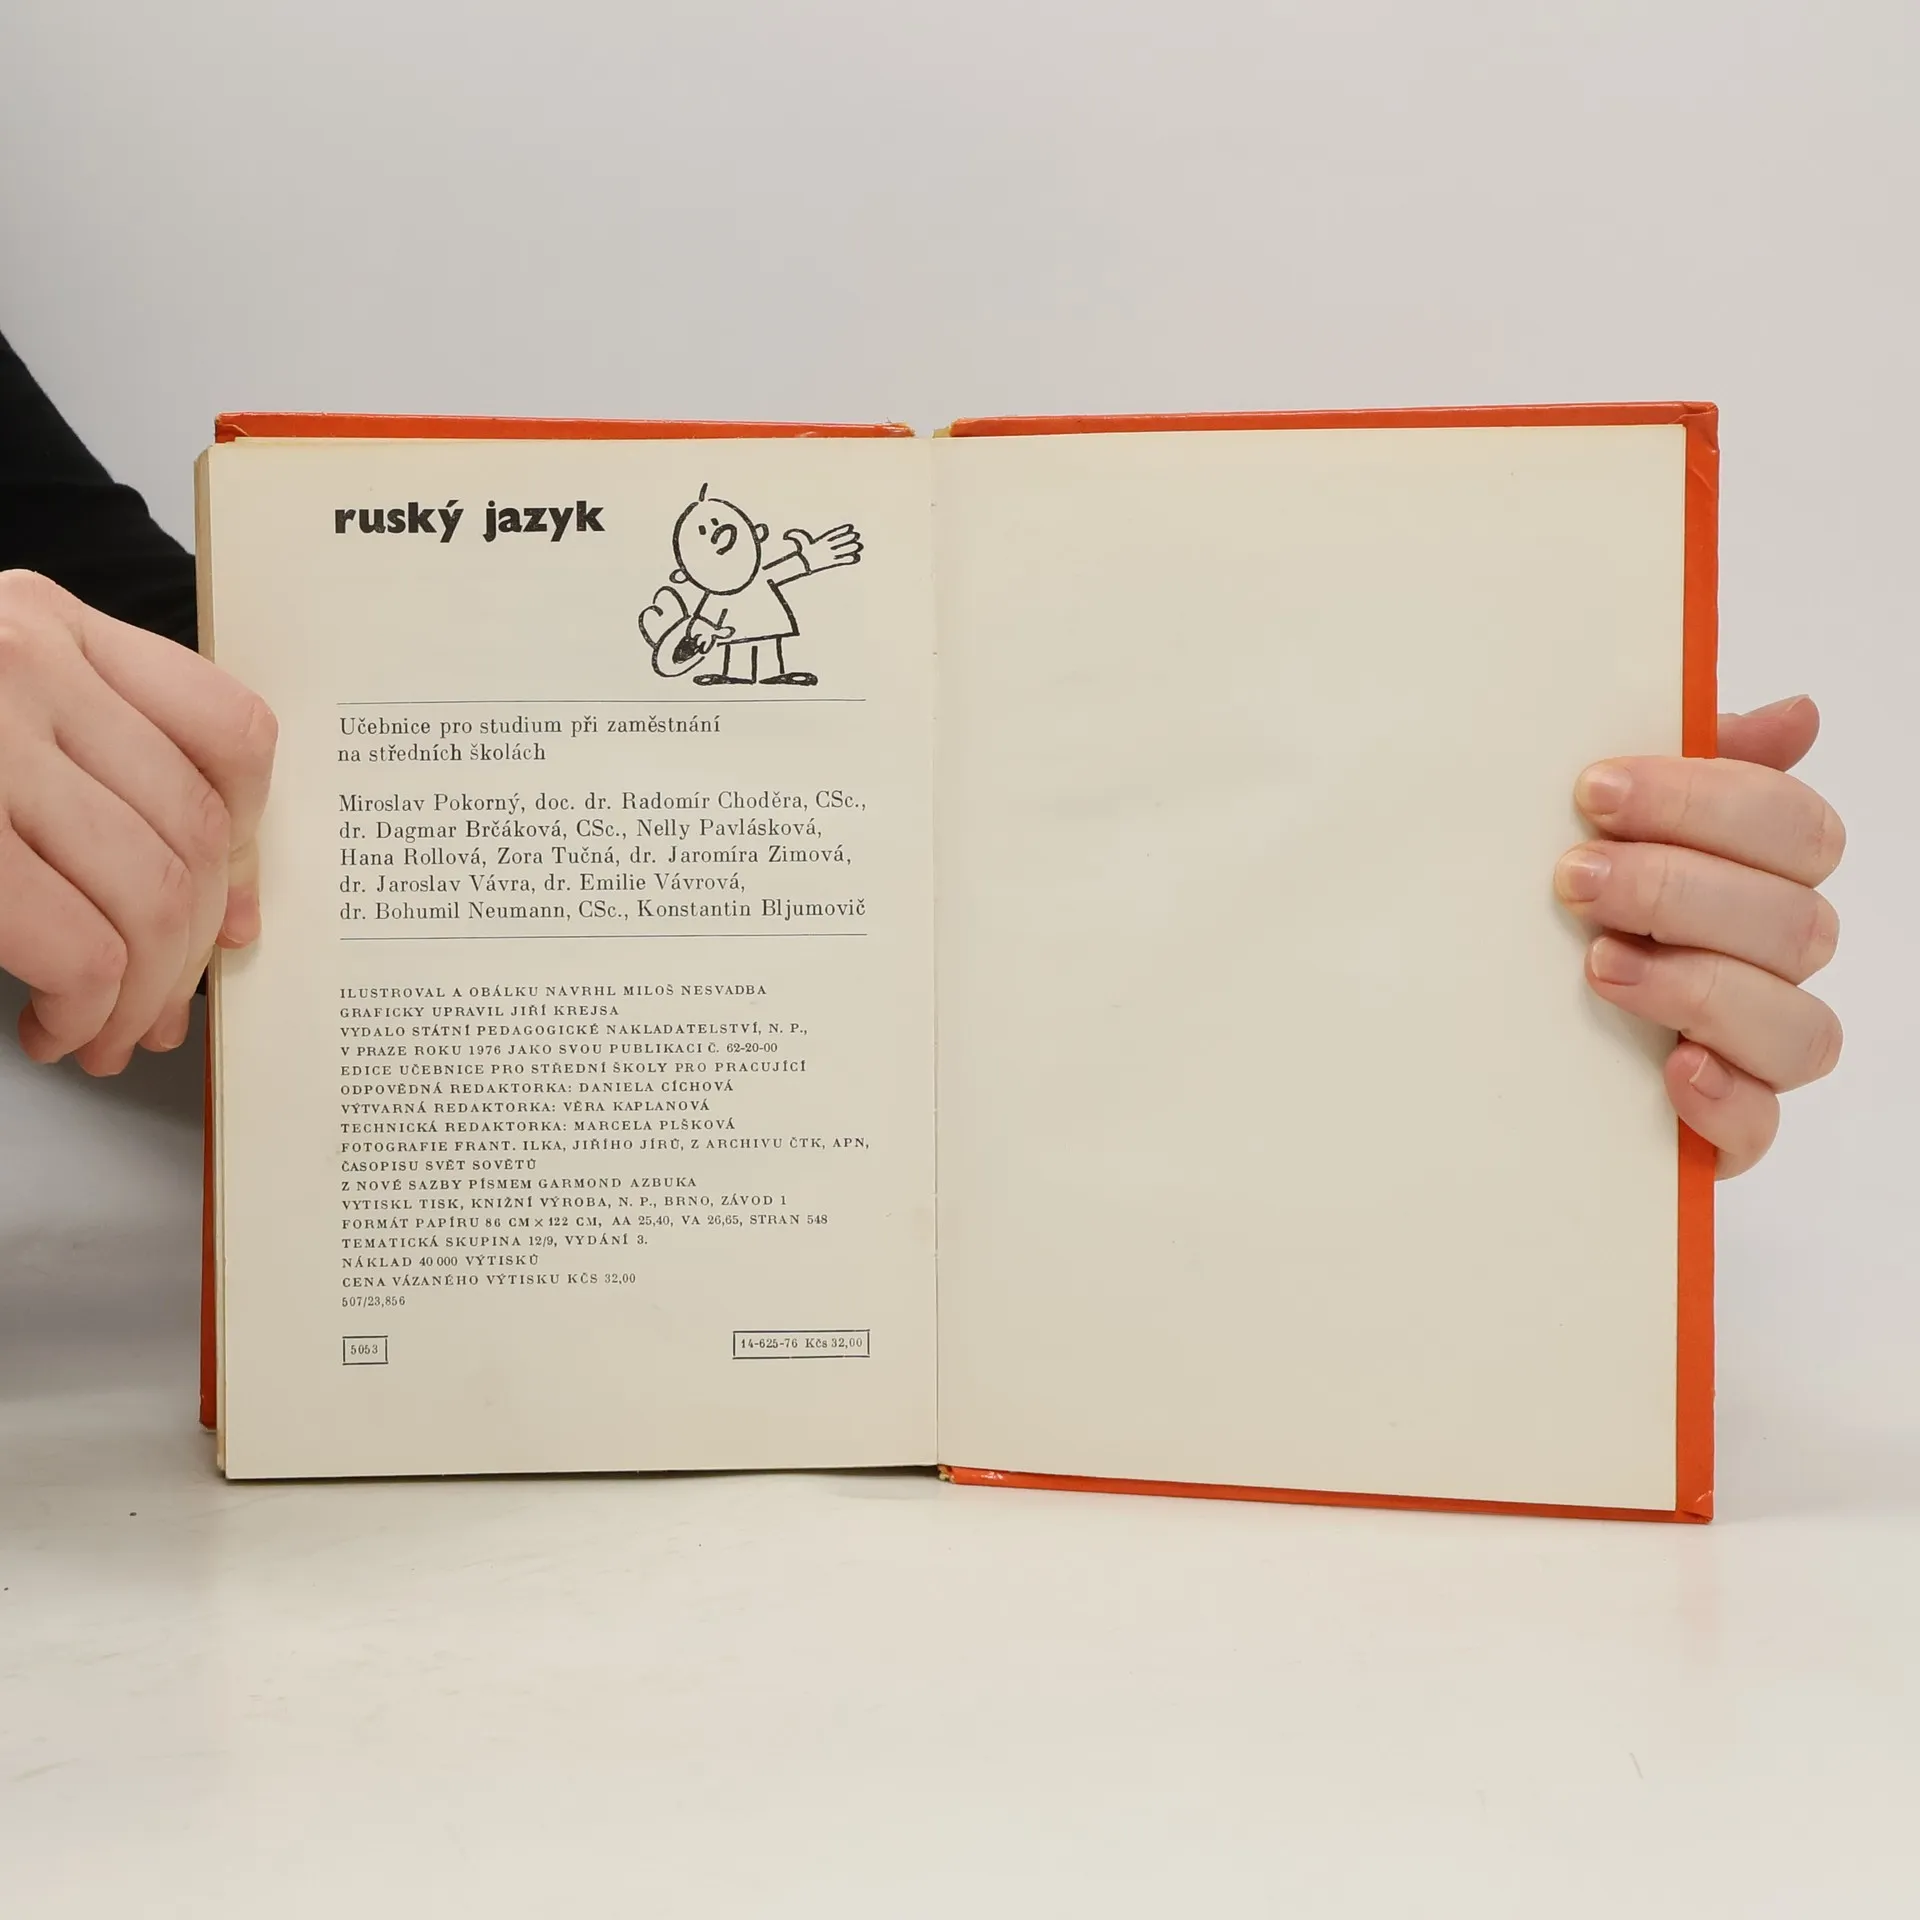 ruský jazyk
Učebnice pro studium při zaměstnání
na středních školách
Miroslav Pokorný, doc. dr. Radomír Choděra, CSc.,
dr. Dagmar Brčáková, CSc., Nelly Pavlásková,
Hana Rollová, Zora Tučná, dr. Jaromíra Zimová,
dr. Jaroslav Vávra, dr. Emilie Vávrová,
dr. Bohumil Neumann, CSc., Konstantin Bljumovič
ILUSTROVAL A OBÁLKU NAVRHL MILOŠ NESVADBA
GRAFICKY UPRAVIL JIŘÍ KREJSA
VYDALO STÁTNÍ PEDAGOGICKÉ NAKLADATELSTVÍ, N. P.,
V PRAZE ROKU 1976 JAKO SVOU PUBLIKACI Č. 62-20-00
EDICE UČEBNICE PRO STŘEDNÍ ŠKOLY PRO PRACUJÍCÍ
ODPOVĚDNÁ REDAKTORKA: DANIELA CÍCHOVÁ
VÝTVARNÁ REDAKTORKA: VĚRA KAPLANOVÁ
TECHNICKÁ REDAKTORKA: MARCELA PLŠKOVÁ
FOTOGRAFIE FRANT. ILKA, JIŘÍHO JÍRŮ, Z ARCHIVU ČTK, APN,
ČASOPISU SVĚT SOVĚTŮ
Z NOVÉ SAZBY PÍSMEM GARMOND AZBUKA
VYTISKL TISK, KNIŽNÍ VÝROBA, N. P., BRNO, ZÁVOD 1
FORMÁT PAPÍRU 86 CM × 122 CM, AA 25,40, VA 26,65, STRAN 548
TEMATICKÁ SKUPINA 12/9, VYDÁNÍ 3.
NÁKLAD 40 000 VÝTISKŮ
CENA VÁZANÉHO VÝTISKU KČS 32,00
507/23,856
5053
14-625-76 Kčs 32,00